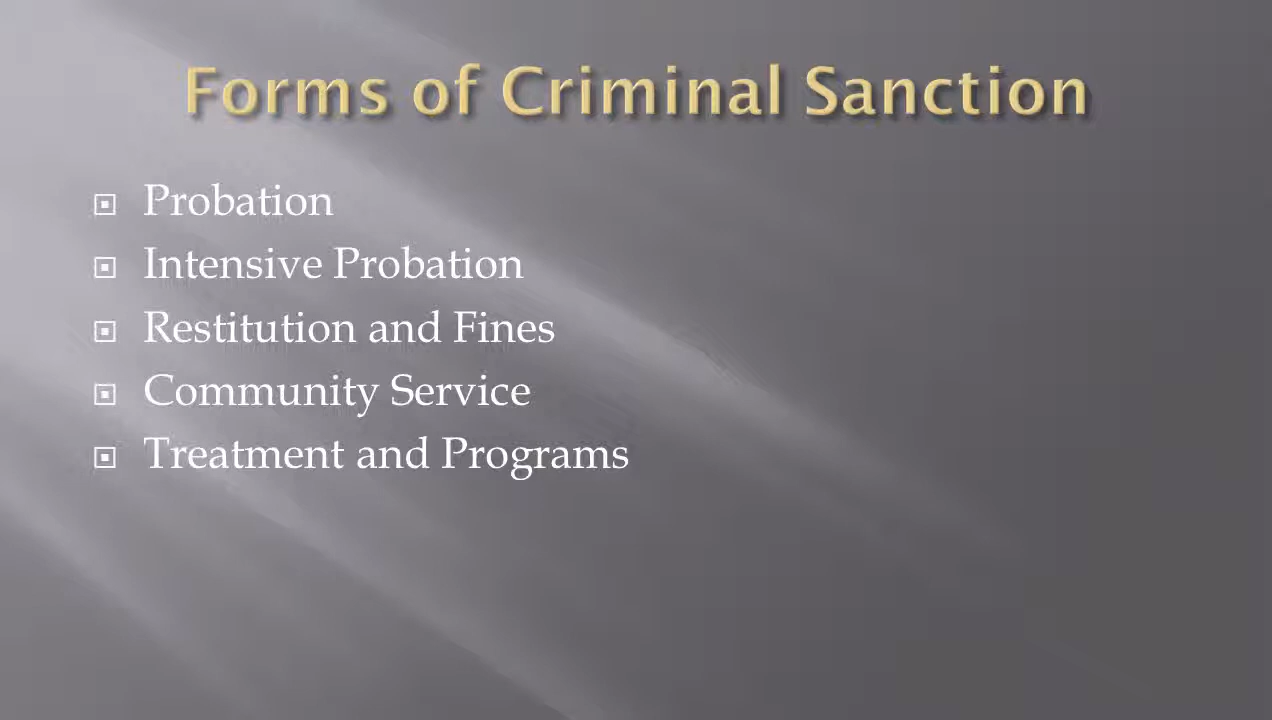 Forms of Criminal Sanction
Probation
Intensive Probation
Restitution and Fines
Community Service
Treatment and Programs